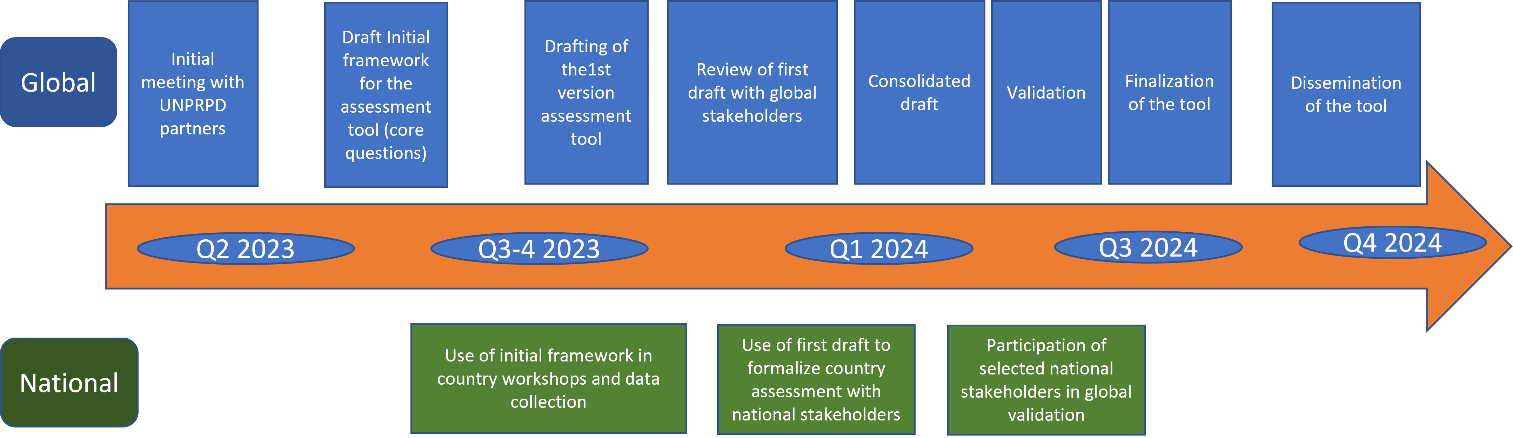 Global
Initial
meeting with
UNPRPD
partners
Draft Initial
framework
for the
assessment
tool (core
questions)
Drafting of
the1st
version
assessment
tool
Review of first
draft with global
stakeholders
Consolidated
draft
Validation
Finalization
of the tool
Dissemination
of the tool
Q2 2023
Q3-4 2023
Q1 2024
Q3 2024
Q4 2024
National
Use of initial framework in
country workshops and data
collection
Use of first draft to
formalize country
assessment with
national stakeholders
Participation of
selected national
stakeholders in global
validation